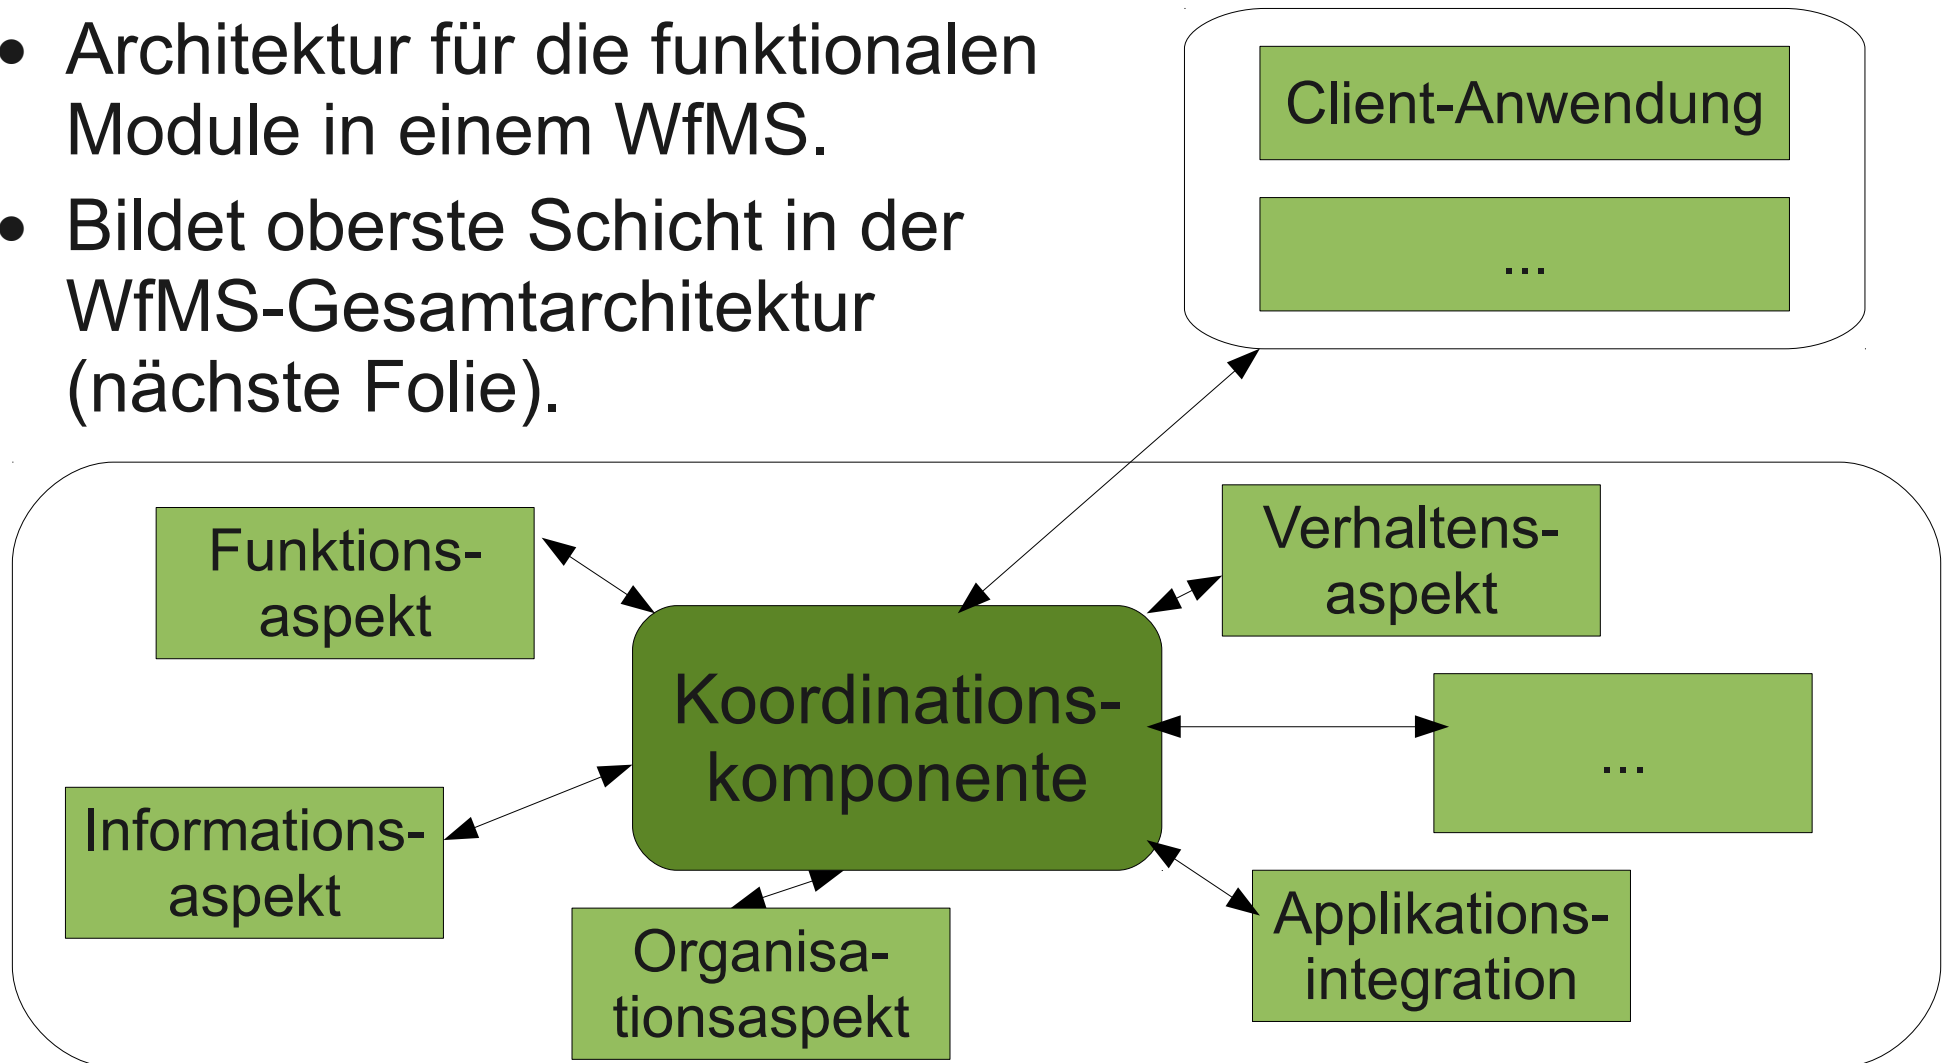 • Architektur für die funktionalen
Module in einem WfMS.
• Bildet oberste Schicht in der
WfMS-Gesamtarchitektur
(nächste Folie).
Client-Anwendung
...
Funktions-
aspekt
Verhaltens-
aspekt
Koordinations-
komponente
...
Informations-
aspekt
Organisa-
tionsaspekt
Applikations-
integration